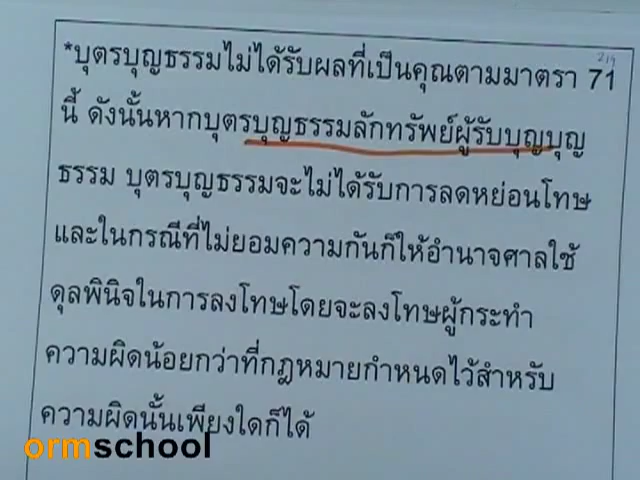 *บุตรบุญธรรมไม่ได้รับผลที่เป็นคุณตามมาตรา 71
นี้ ดังนั้นหากบุตรบุญธรรมลักทรัพย์ผู้รับบุญบุญ
ธรรม บุตรบุญธรรมจะไม่ได้รับการลดหย่อนโทษ
และในกรณีที่ไม่ยอมความกันก็ให้อำนาจศาลใช้
ดุลพินิจในการลงโทษโดยจะลงโทษผู้กระทำ
ความผิดน้อยกว่าที่กฎหมายกำหนดไว้สำหรับ
ความผิดนั้นเพียงใดก็ได้
ormschool